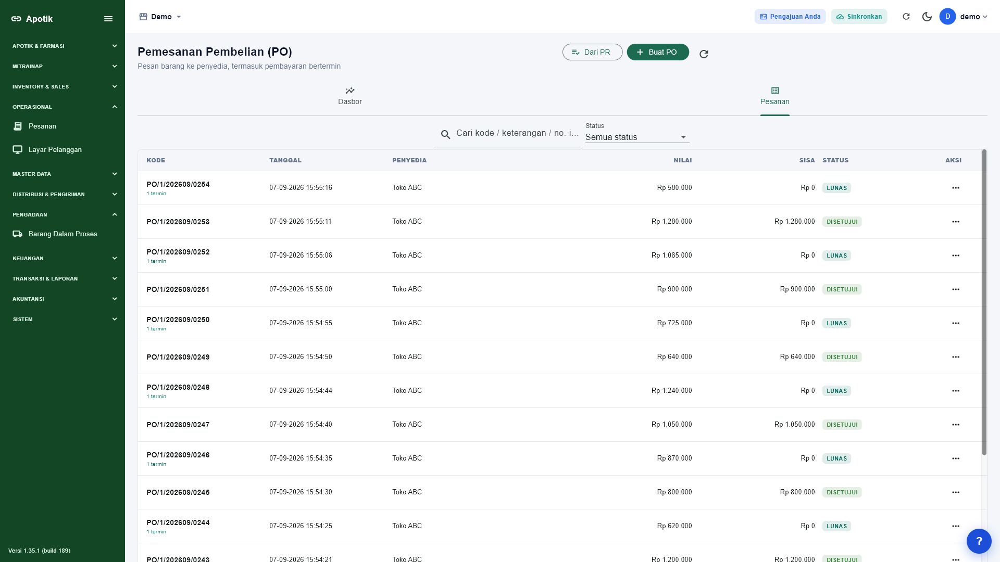 Apotik
APOTIK & FARMASI
MITRAINAP
INVENTORY & SALES
OPERASIONAL
Pesanan
Layar Pelanggan
MASTER DATA
DISTRIBUSI & PENGIRIMAN
PENGADAAN
Barang Dalam Proses
KEUANGAN
TRANSAKSI & LAPORAN
AKUNTANSI
SISTEM
Versi 1.35.1 (build 189)
Demo
Pengajuan Anda
Sinkronkan
D
demo
Pemesanan Pembelian (PO)
Pesan barang ke penyedia, termasuk pembayaran bertermin
Dari PR
Buat PO
Dasbor
Pesanan
Cari kode / keterangan / no. i...
Status
Semua status
KODE TANGGAL PENYEDIA NILAI SISA STATUS AKSI
PO/1/202609/0254 07-09-2026 15:55:16 Toko ABC Rp 580.000 Rp 0 LUNAS
1 termin
PO/1/202609/0253 07-09-2026 15:55:11 Toko ABC Rp 1.280.000 Rp 1.280.000 DISETUJUI
PO/1/202609/0252 07-09-2026 15:55:06 Toko ABC Rp 1.085.000 Rp 0 LUNAS
1 termin
PO/1/202609/0251 07-09-2026 15:55:00 Toko ABC Rp 900.000 Rp 900.000 DISETUJUI
PO/1/202609/0250 07-09-2026 15:54:55 Toko ABC Rp 725.000 Rp 0 LUNAS
1 termin
PO/1/202609/0249 07-09-2026 15:54:50 Toko ABC Rp 640.000 Rp 640.000 DISETUJUI
PO/1/202609/0248 07-09-2026 15:54:44 Toko ABC Rp 1.240.000 Rp 0 LUNAS
1 termin
PO/1/202609/0247 07-09-2026 15:54:40 Toko ABC Rp 1.050.000 Rp 1.050.000 DISETUJUI
PO/1/202609/0246 07-09-2026 15:54:35 Toko ABC Rp 870.000 Rp 0 LUNAS
1 termin
PO/1/202609/0245 07-09-2026 15:54:30 Toko ABC Rp 800.000 Rp 800.000 DISETUJUI
PO/1/202609/0244 07-09-2026 15:54:25 Toko ABC Rp 620.000 Rp 0 LUNAS
1 termin
PO/1/202609/0243 07-09-2026 15:54:21 Toko ABC Rp 1.200.000 Rp 1.200.000 DISETUJUI
?